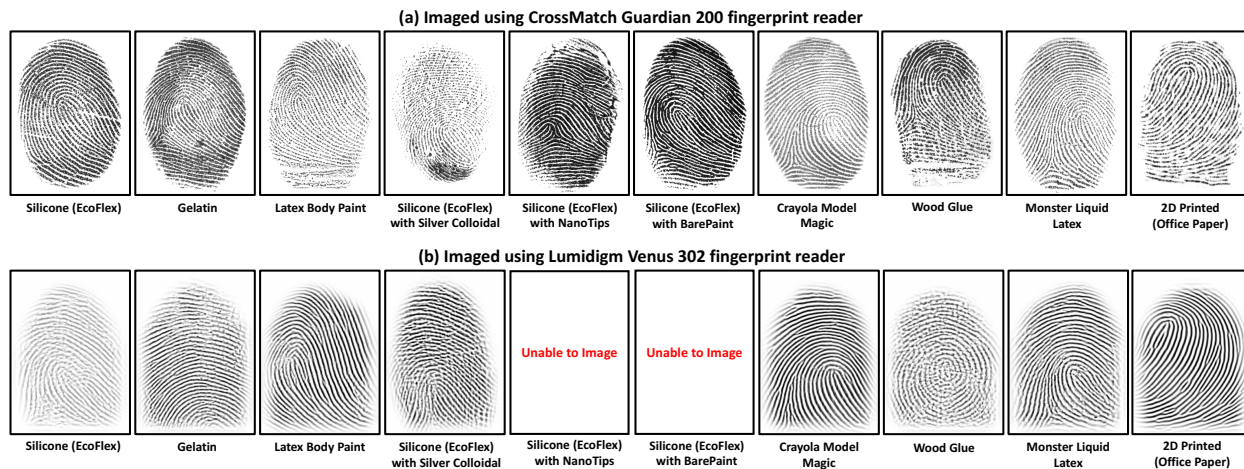 (a) Imaged using CrossMatch Guardian 200 fingerprint reader
Silicone (EcoFlex)
Gelatin
Latex Body Paint
Silicone (EcoFlex)
with Silver Colloidal
Silicone (EcoFlex)
with NanoTips
Silicone (EcoFlex)
with BarePaint
Crayola Model
Magic
Wood Glue
Monster Liquid
Latex
2D Printed
(Office Paper)
(b) Imaged using Lumidigm Venus 302 fingerprint reader
Unable to Image
Unable to Image
Silicone (EcoFlex)
Gelatin
Latex Body Paint
Silicone (EcoFlex)
with Silver Colloidal
Silicone (EcoFlex)
with NanoTips
Silicone (EcoFlex)
with BarePaint
Crayola Model
Magic
Wood Glue
Monster Liquid
Latex
2D Printed
(Office Paper)